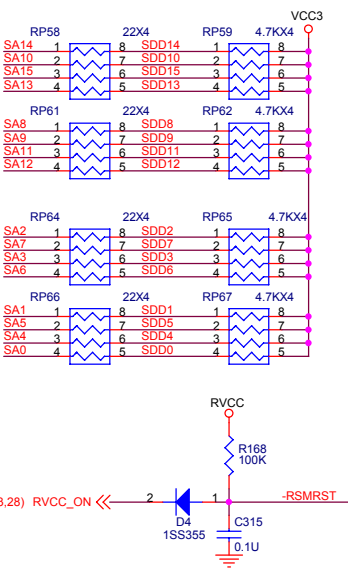 VCC3
RP58 22X4 RP59 4.7KX4
SA14 1 8 SDD14 1 8
SA10 2 7 SDD10 2 7
SA15 3 6 SDD15 3 6
SA13 4 5 SDD13 4 5
RP61 22X4 RP62 4.7KX4
SA8 1 8 SDD8 1 8
SA9 2 7 SDD9 2 7
SA11 3 6 SDD11 3 6
SA12 4 5 SDD12 4 5
RP64 22X4 RP65 4.7KX4
SA2 1 8 SDD2 1 8
SA7 2 7 SDD7 2 7
SA3 3 6 SDD3 3 6
SA6 4 5 SDD6 4 5
RP66 22X4 RP67 4.7KX4
SA1 1 8 SDD1 1 8
SA5 2 7 SDD5 2 7
SA4 3 6 SDD4 3 6
SA0 4 5 SDD0 4 5
RVCC
R168
100K
,28) RVCC_ON 2 1 -RSMRST
D4 C315
1SS355 0.1U